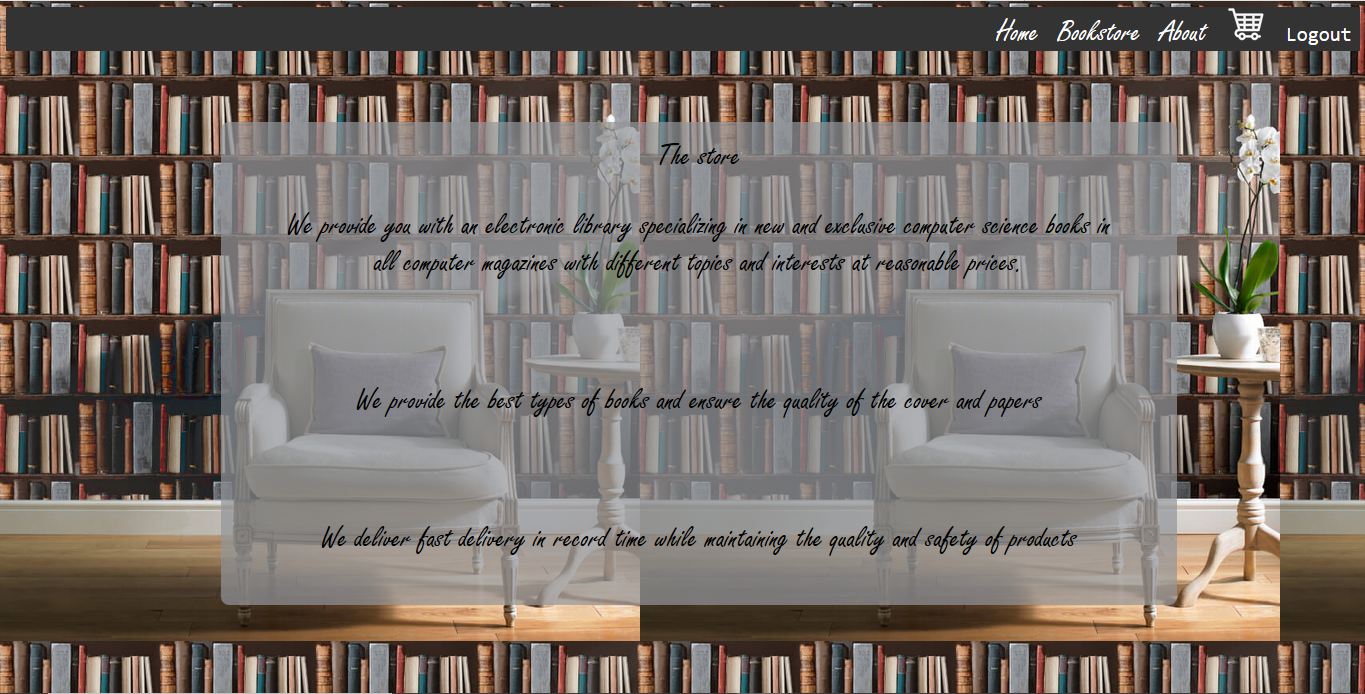 Home Bookstore About Logout
The store
We provide you with an electronic library specializing in new and exclusive computer science books in
all computer magazines with different topics and interests at reasonable prices.
We provide the best types of books and ensure the quality of the cover and papers
We deliver fast delivery in record time while maintaining the quality and safety of products